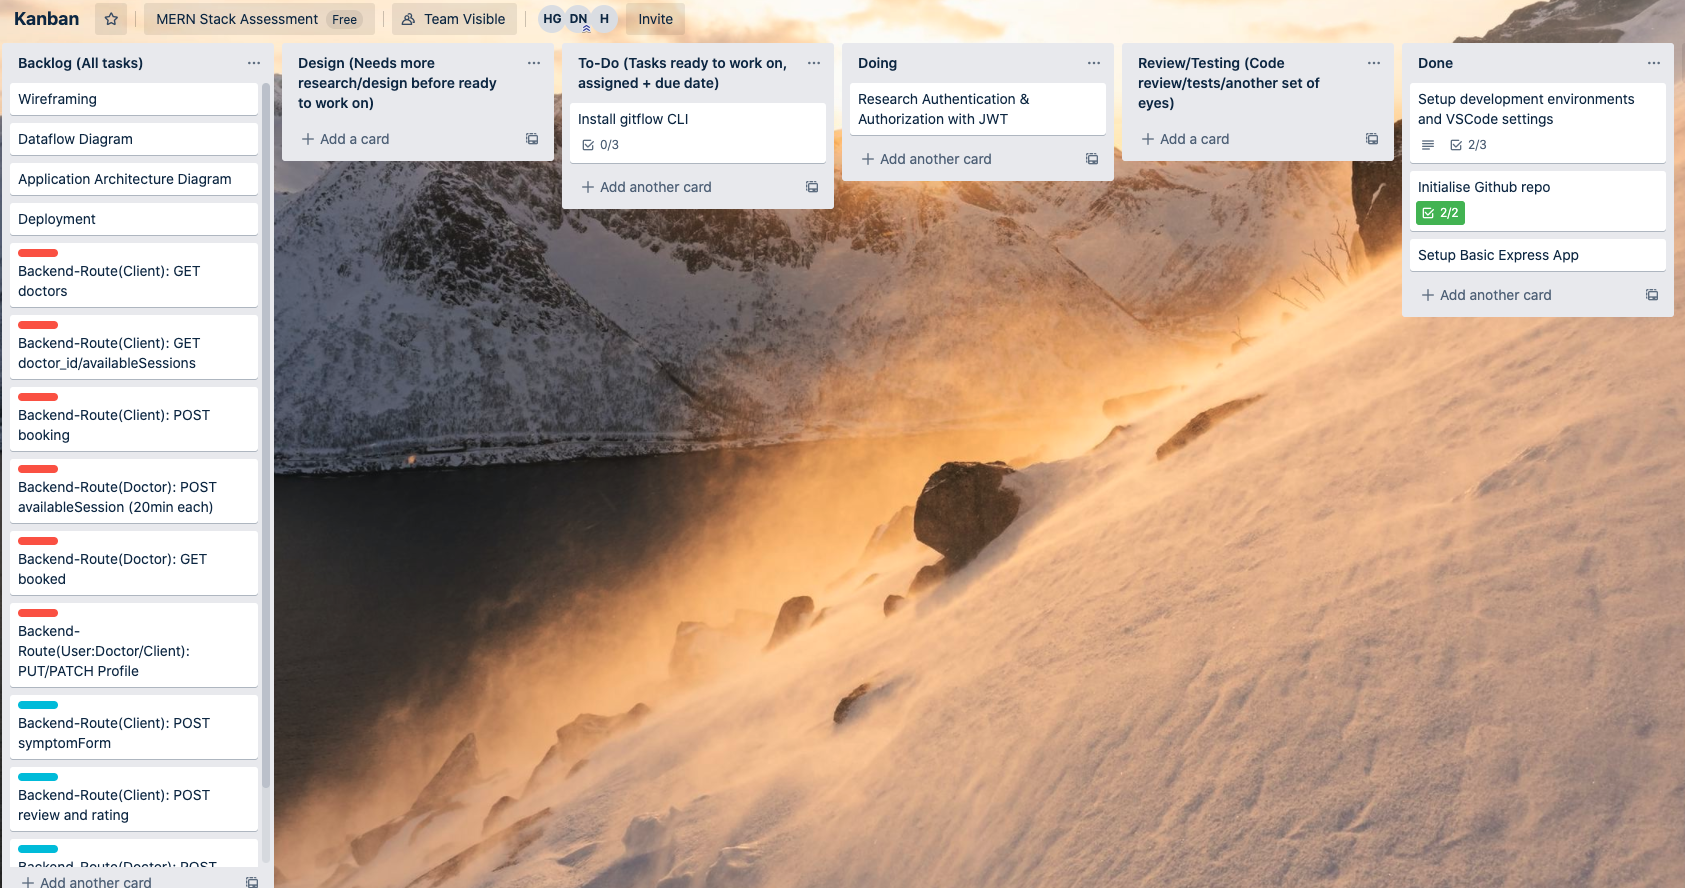 Kanban
MERN Stack Assessment Free
Team Visible
HG DN H
Invite
Backlog (All tasks)
Wireframing
Dataflow Diagram
Application Architecture Diagram
Deployment
Backend-Route(Client): GET
doctors
Backend-Route(Client): GET
doctor_id/availableSessions
Backend-Route(Client): POST
booking
Backend-Route(Doctor): POST
availableSession (20min each)
Backend-Route(Doctor): GET
booked
Backend-
Route(User:Doctor/Client):
PUT/PATCH Profile
Backend-Route(Client): POST
symptomForm
Backend-Route(Client): POST
review and rating
Backend-Route(Doctor): POST
Add another card
Design (Needs more
research/design before ready
to work on)
Add a card
To-Do (Tasks ready to work on,
assigned + due date)
Install gitflow CLI
0/3
Add another card
Doing
Research Authentication &
Authorization with JWT
Add another card
Review/Testing (Code
review/tests/another set of
eyes)
Add a card
Done
Setup development environments
and VSCode settings
2/3
Initialise Github repo
2/2
Setup Basic Express App
Add another card